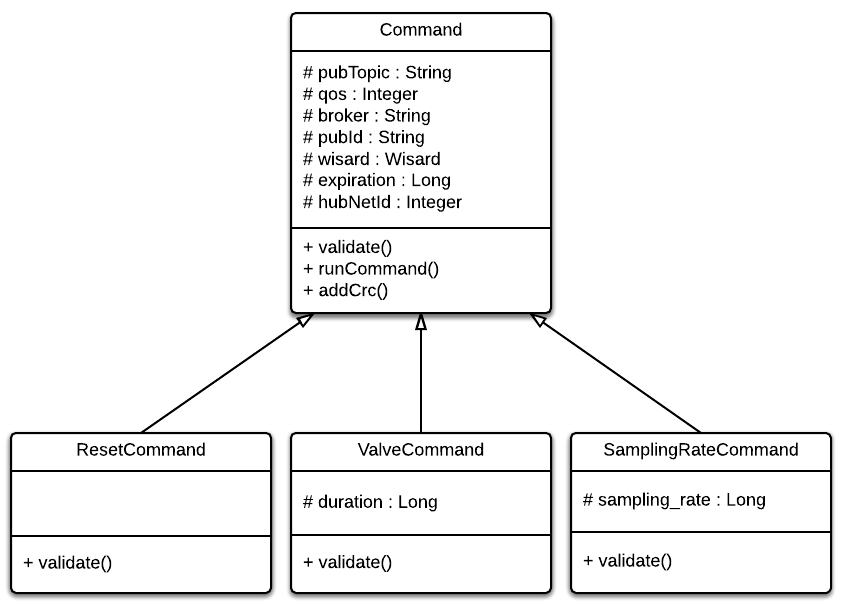 Command
# pubTopic : String
# qos : Integer
# broker : String
# pubId : String
# wisard : Wisard
# expiration : Long
# hubNetId : Integer
+ validate()
+ runCommand()
+ addCrc()
ResetCommand
+ validate()
ValveCommand
# duration : Long
+ validate()
SamplingRateCommand
# sampling_rate : Long
+ validate()